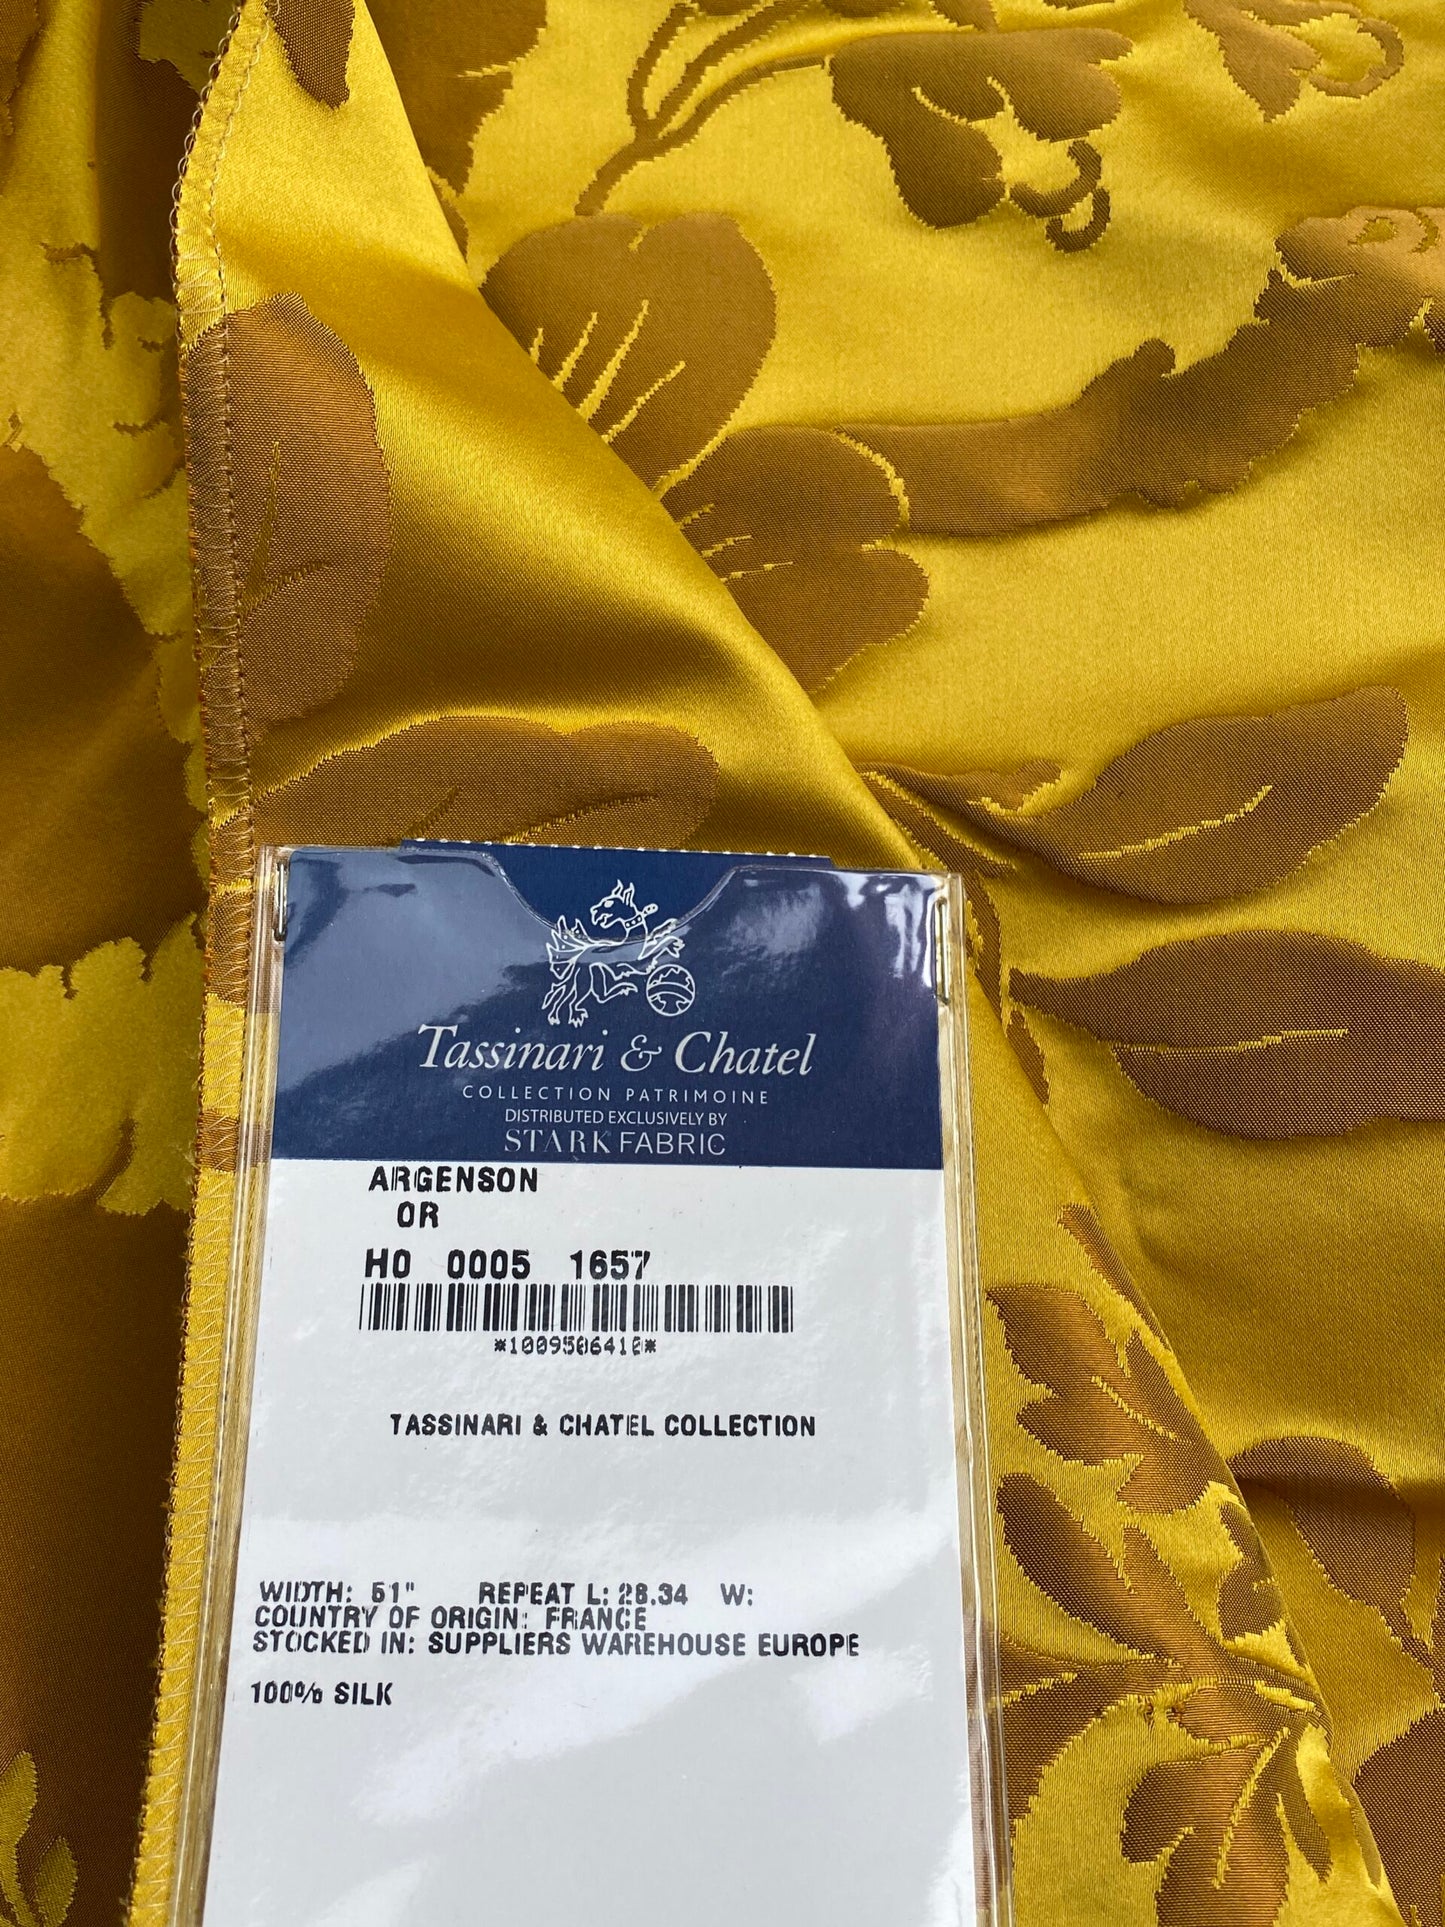 Tassinari & Chatel
COLLECTION PATRIMOINE
DISTRIBUTED EXCLUSIVELY BY
STARK FABRIC
ARGENSON
OR
H0 0005 1657
*1009506410*
TASSINARI & CHATEL COLLECTION
WIDTH: 51" REPEAT L: 28.34 W:
COUNTRY OF ORIGIN: FRANCE
STOCKED IN: SUPPLIERS WAREHOUSE EUROPE
100% SILK